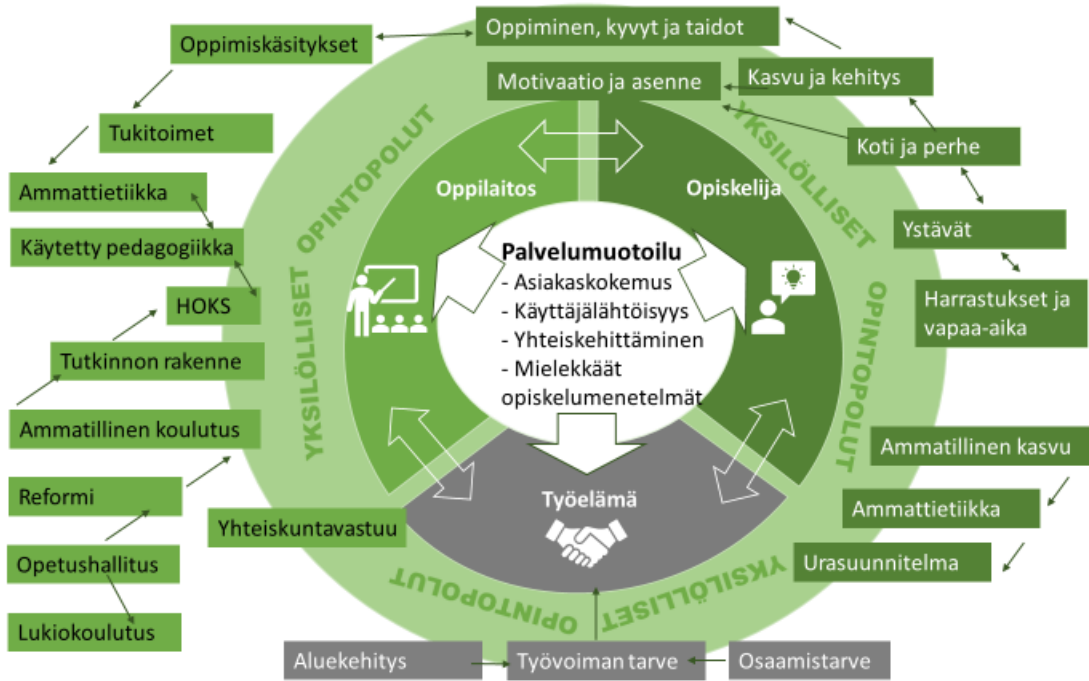 Oppiminen, kyvyt ja taidot
Oppimiskäsitykset
Motivaatio ja asenne
Kasvu ja kehitys
Tukitoimet
Koti ja perhe
Ammattietiikka
Käytetty pedagogiikka
Ystävät
HOKS
Harrastukset ja
vapaa-aika
Tutkinnon rakenne
Ammatillinen koulutus
Reformi
Opetushallitus
Lukiokoulutus
Yhteiskuntavastuu
YKSILÖLLISET OPINTOPOLUT
YKSILÖLLISET OPINTOPOLUT
YKSILÖLLISET OPINTOPOLUT
Oppilaitos
Opiskelija
Palvelumuotoilu
- Asiakaskokemus
- Käyttäjälähtöisyys
- Yhteiskehittäminen
- Mielekkäät
opiskelumenetelmät
Työelämä
Ammatillinen kasvu
Ammattietikka
Urasuunnitelma
Aluekehitys
Työvoiman tarve
Osaamistarve